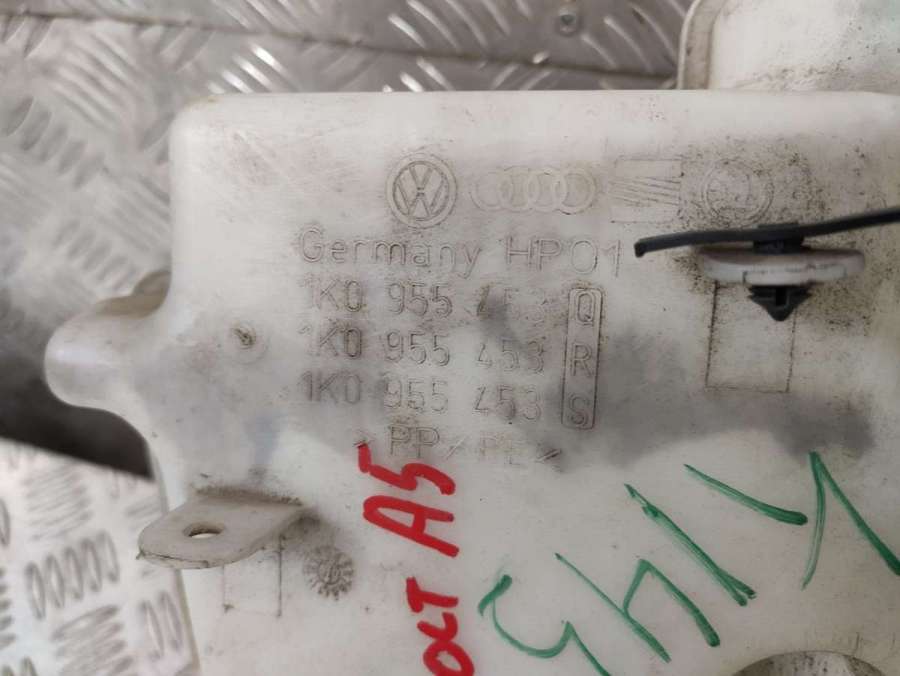 Germany HP01
1K0 955 453 Q
1K0 955 453 R
1K0 955 453 S
>PP/PE<
A5